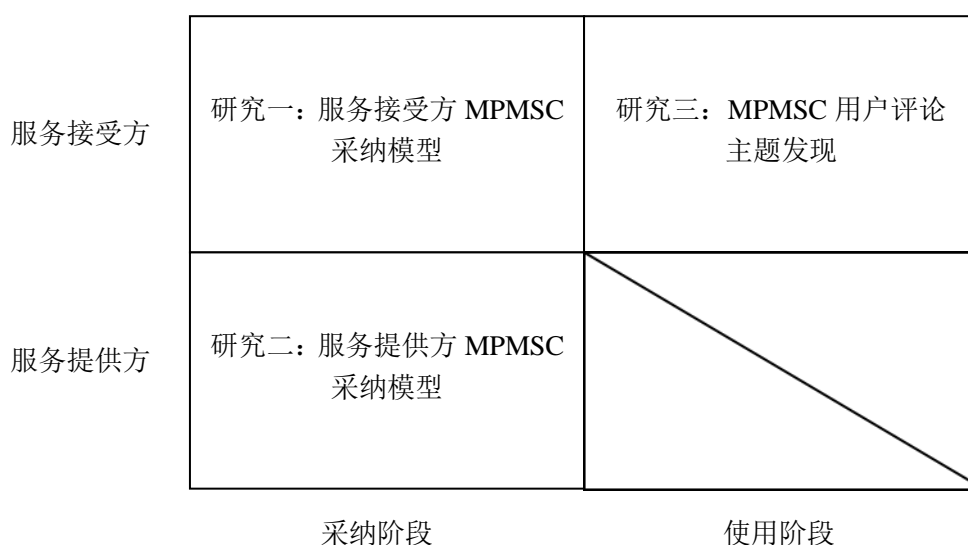 服务接受方
研究一：服务接受方 MPMSC
采纳模型
研究三：MPMSC 用户评论
主题发现
服务提供方
研究二：服务提供方 MPMSC
采纳模型
采纳阶段
使用阶段